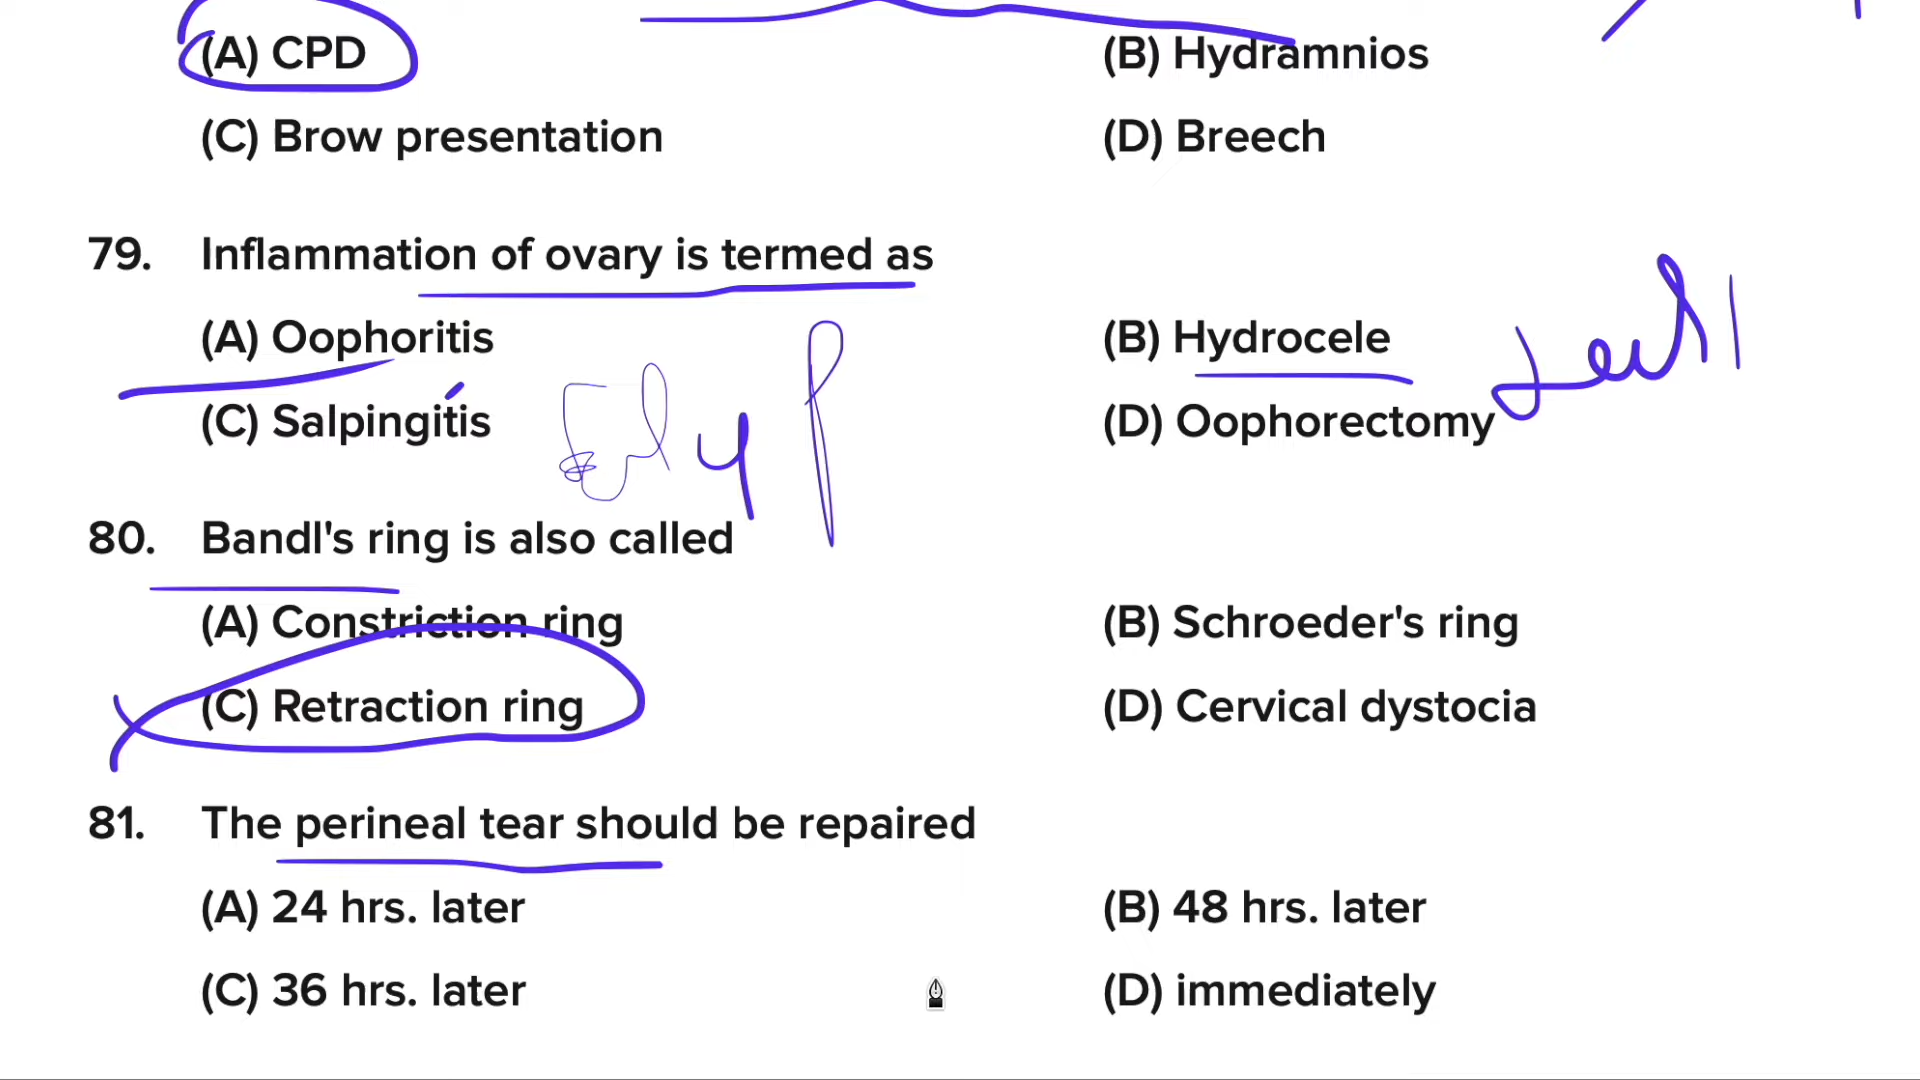 (A) CPD (B) Hydramnios
(C) Brow presentation (D) Breech
79. Inflammation of ovary is termed as
(A) Oophoritis (B) Hydrocele
(C) Salpingitis (D) Oophorectomy
80. Bandl's ring is also called
(A) Constriction ring (B) Schroeder's ring
(C) Retraction ring (D) Cervical dystocia
81. The perineal tear should be repaired
(A) 24 hrs. later (B) 48 hrs. later
(C) 36 hrs. later (D) immediately